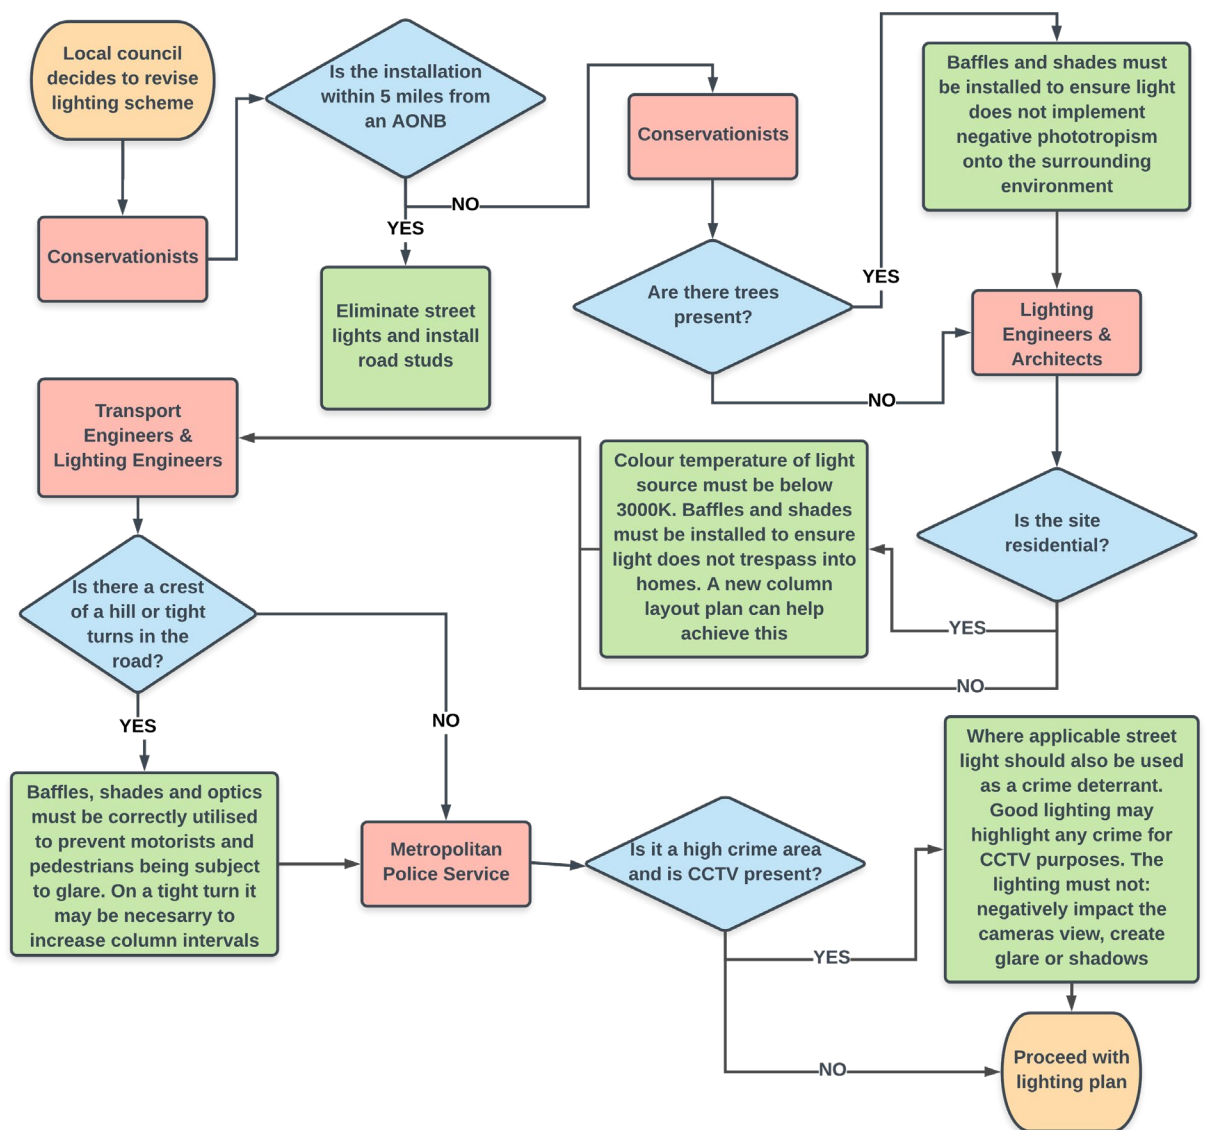 Local council
decides to revise
lighting scheme
Conservationists
Is the installation
within 5 miles from
an AONB
NO
YES
Eliminate street
lights and install
road studs
Conservationists
Are there trees
present?
YES
NO
Baffles and shades must
be installed to ensure light
does not implement
negative phototropism
onto the surrounding
environment
Lighting
Engineers &
Architects
Is the site
residential?
YES
NO
Colour temperature of light
source must be below
3000K. Baffles and shades
must be installed to ensure
light does not trespass into
homes. A new column
layout plan can help
achieve this
Transport
Engineers &
Lighting Engineers
Is there a crest
of a hill or tight
turns in the
road?
YES
NO
Baffles, shades and optics
must be correctly utilised
to prevent motorists and
pedestrians being subject
to glare. On a tight turn it
may be necesarry to
increase column intervals
Metropolitan
Police Service
Is it a high crime area
and is CCTV present?
YES
NO
Where applicable street
light should also be used
as a crime deterrant.
Good lighting may
highlight any crime for
CCTV purposes. The
lighting must not:
negatively impact the
cameras view, create
glare or shadows
Proceed with
lighting plan